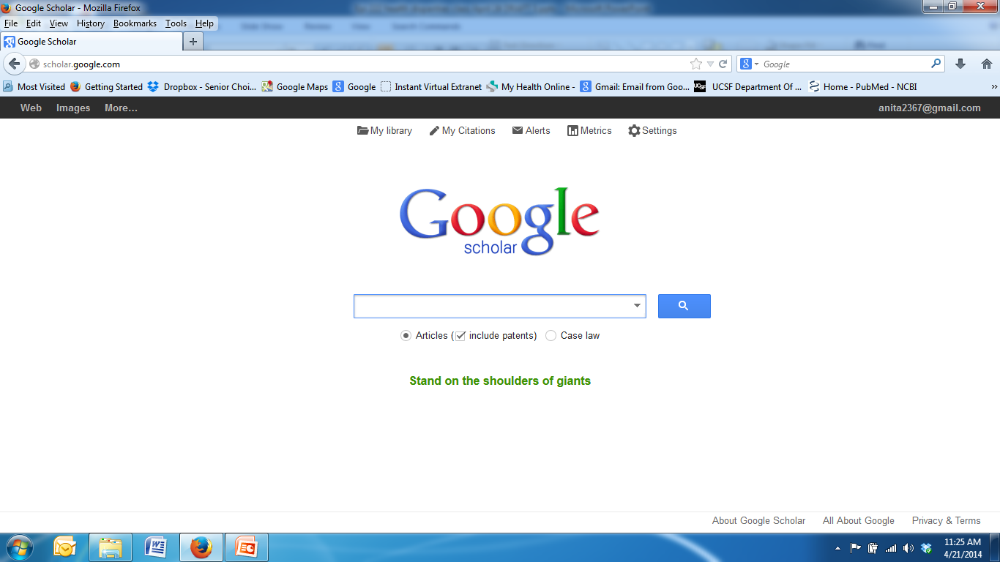 Google Scholar - Mozilla Firefox
File Edit View History Bookmarks Tools Help
Google Scholar
scholar.google.com
Google
Most Visited Getting Started Dropbox - Senior Choi... Google Maps Google Instant Virtual Extranet My Health Online - Gmail: Email from Goo... UCSF UCSF Department Of ... Home - PubMed - NCBI
Web Images More... anita2367@gmail.com
My library My Citations Alerts Metrics Settings
Google
scholar
Articles (include patents) Case law
Stand on the shoulders of giants
About Google Scholar All About Google Privacy & Terms
11:25 AM
4/21/2014